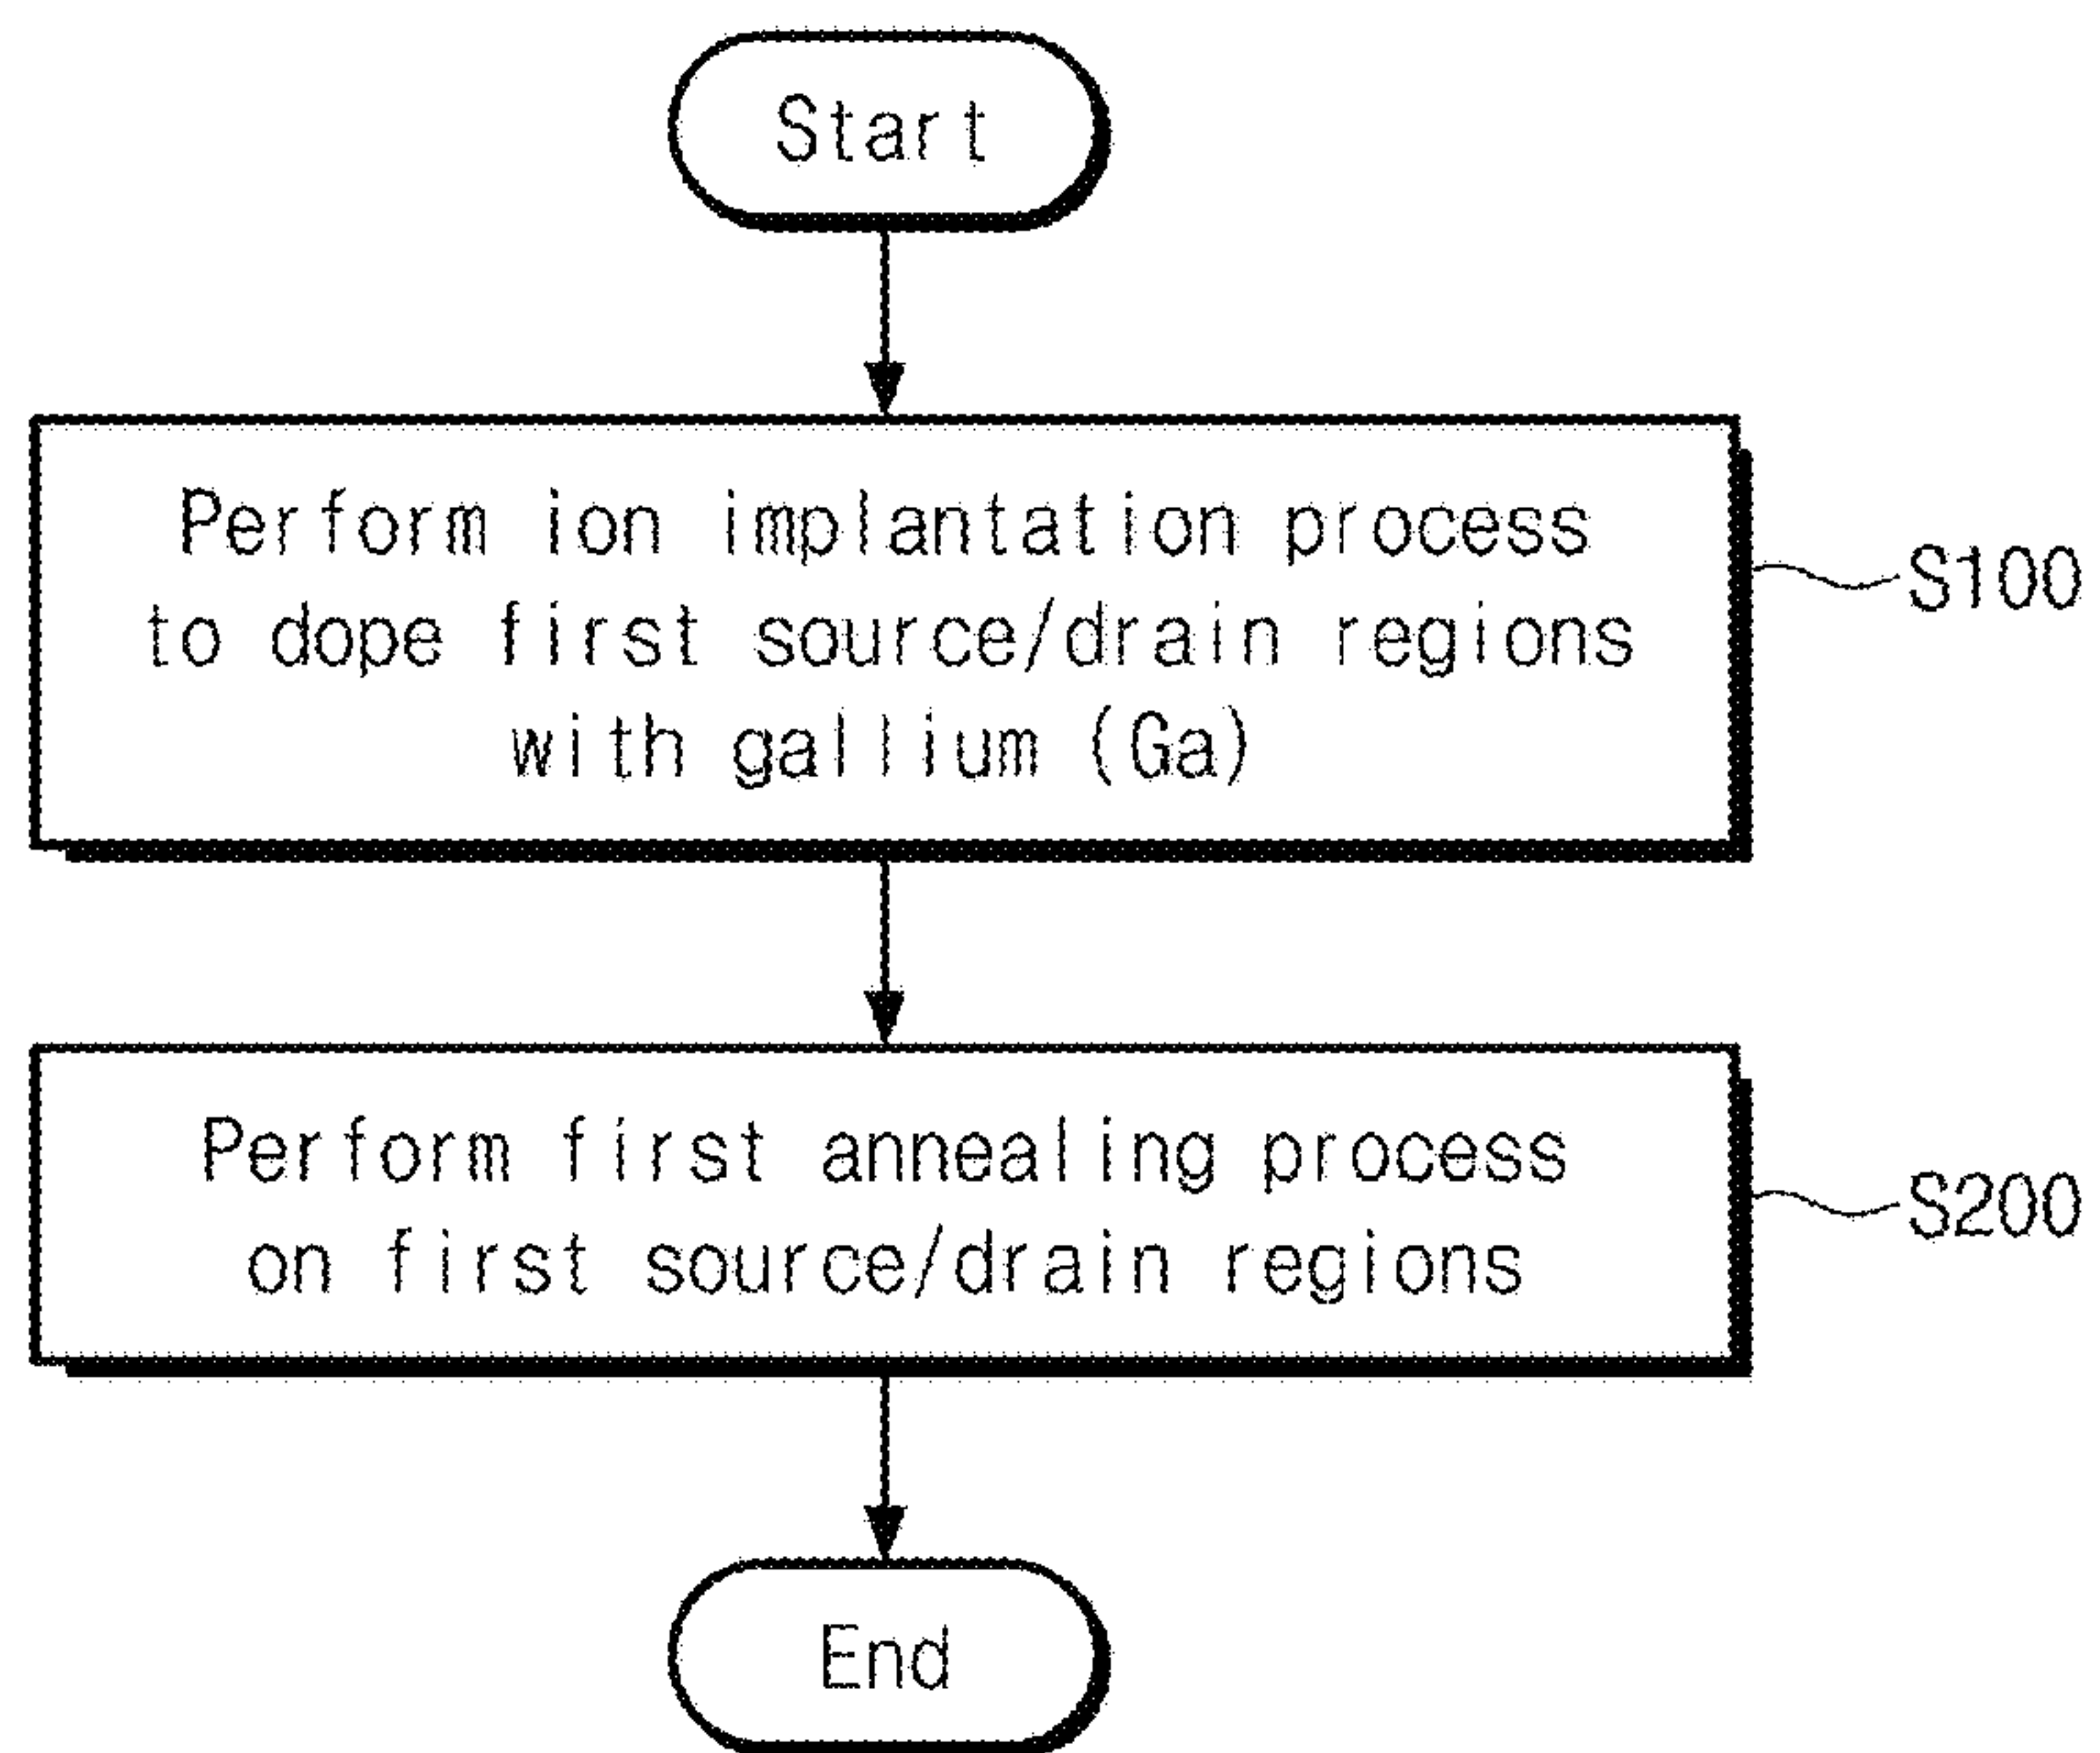 Start
Perform ion implantation process
to dope first source/drain regions
with gallium (Ga)
S100
Perform first annealing process
on first source/drain regions
S200
End